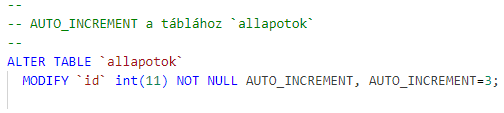 --
-- AUTO_INCREMENT a táblához `allapotok`
--
ALTER TABLE `allapotok`
MODIFY `id` int(11) NOT NULL AUTO_INCREMENT, AUTO_INCREMENT=3;